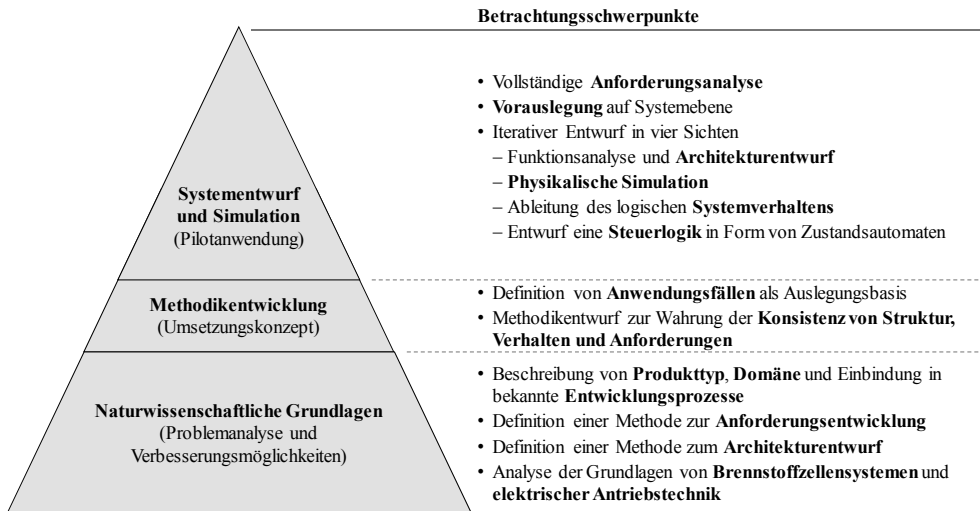 Betrachtungsschwerpunkte
Systementwurf
und Simulation
(Pilotanwendung)
• Vollständige Anforderungsanalyse
• Vorauslegung auf Systemebene
• Iterativer Entwurf in vier Sichten
– Funktionsanalyse und Architekturentwurf
– Physikalische Simulation
– Ableitung des logischen Systemverhaltens
– Entwurf eine Steuerlogik in Form von Zustandsautomaten
Methodikentwicklung
(Umsetzungskonzept)
• Definition von Anwendungsfällen als Auslegungsbasis
• Methodikentwurf zur Wahrung der Konsistenz von Struktur,
Verhalten und Anforderungen
Naturwissenschaftliche Grundlagen
(Problemanalyse und
Verbesserungsmöglichkeiten)
• Beschreibung von Produkttyp, Domäne und Einbindung in
bekannte Entwicklungsprozesse
• Definition einer Methode zur Anforderungsentwicklung
• Definition einer Methode zum Architekturentwurf
• Analyse der Grundlagen von Brennstoffzellensystemen und
elektrischer Antriebstechnik